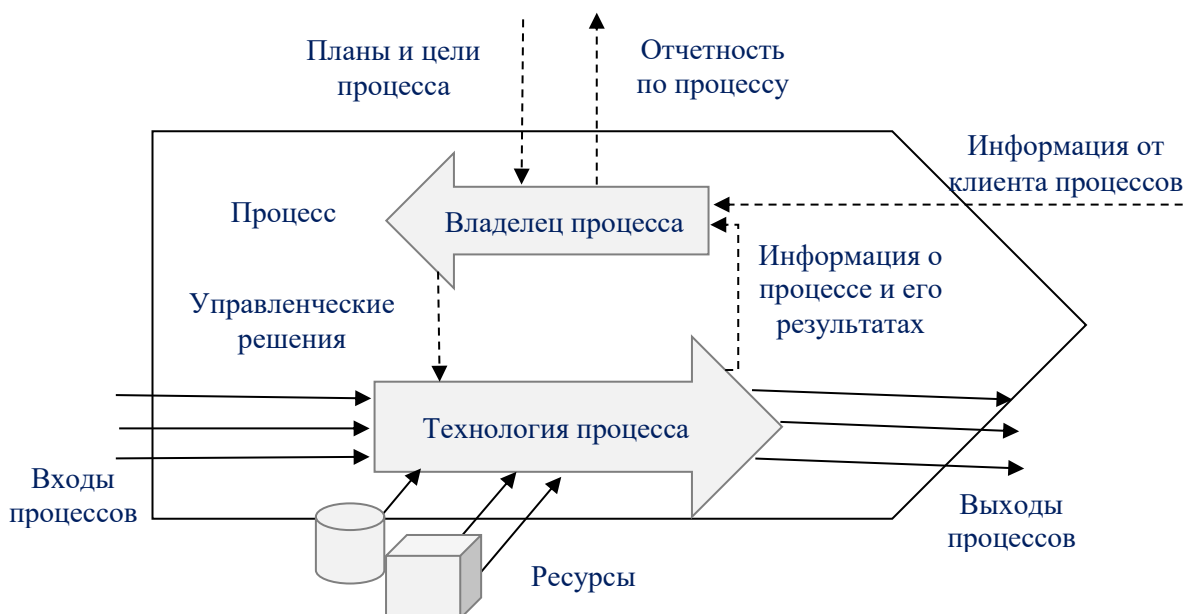 Планы и цели
процесса
Отчетность
по процессу
Информация от
клиента процессов
Процесс
Владелец процесса
Информация о
процессе и его
результатах
Управленческие
решения
Технология процесса
Входы
процессов
Выходы
процессов
Ресурсы